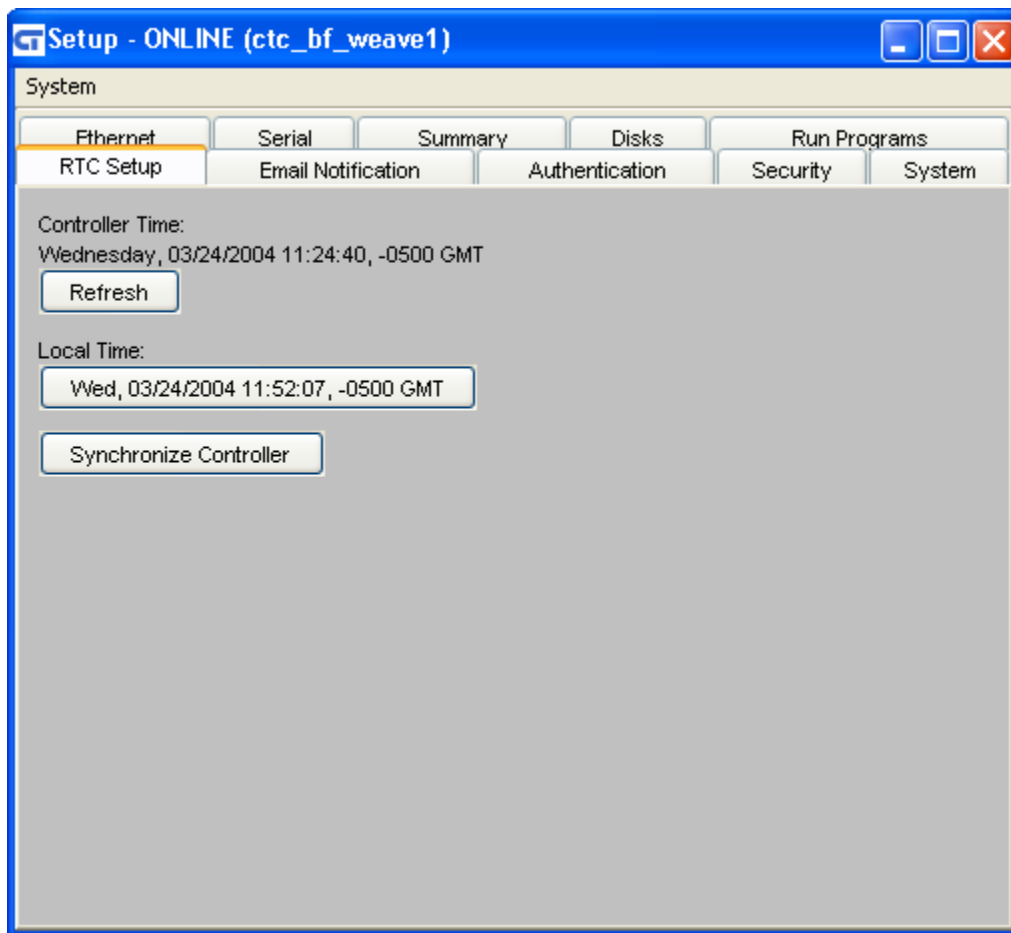 Setup - ONLINE (ctc_bf_weave1)
System
Ethernet Serial Summary Disks Run Programs
RTC Setup Email Notification Authentication Security System
Controller Time:
Wednesday, 03/24/2004 11:24:40, -0500 GMT
Refresh
Local Time:
Wed, 03/24/2004 11:52:07, -0500 GMT
Synchronize Controller